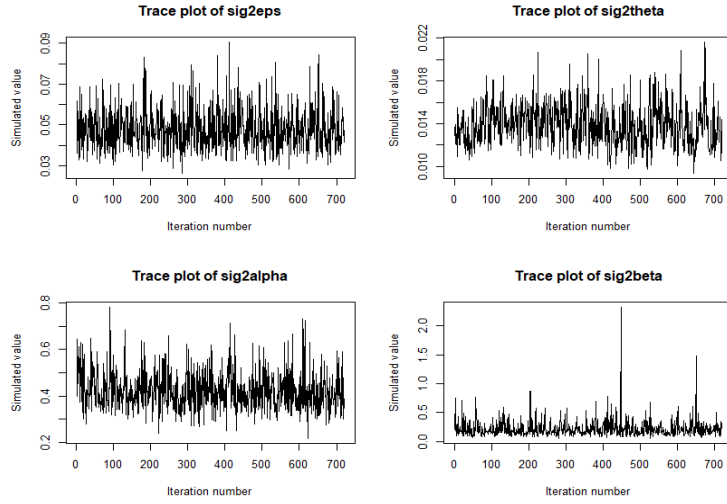 Trace plot of sig2eps
Simulated value
0.03 0.05 0.07 0.09
0 100 200 300 400 500 600 700
Iteration number
Trace plot of sig2theta
Simulated value
0.010 0.014 0.018 0.022
0 100 200 300 400 500 600 700
Iteration number
Trace plot of sig2alpha
Simulated value
0.2 0.4 0.6 0.8
0 100 200 300 400 500 600 700
Iteration number
Trace plot of sig2beta
Simulated value
0.0 0.5 1.0 1.5 2.0
0 100 200 300 400 500 600 700
Iteration number